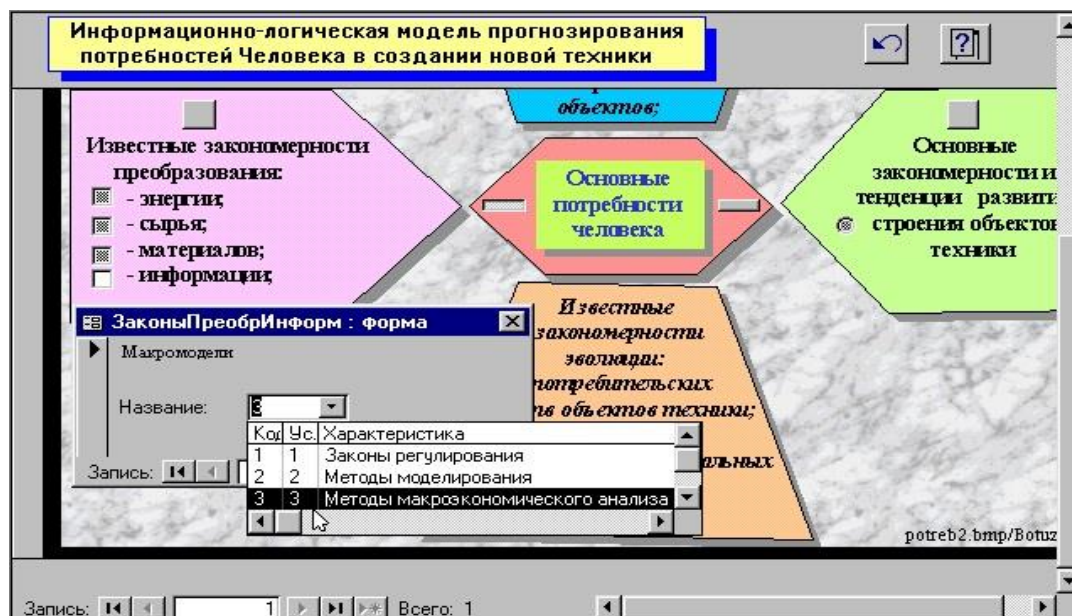 Информационно-логическая модель прогнозирования
потребностей Человека в создании новой техники
объектов;
Известные закономерности
преобразования:
- энергии;
- сырья;
- материалов;
- информации;
Основные
потребности
человека
Основные
закономерности и
тенденции развити
строения объектов
техники
Известные
закономерности
эволюции:
потребительских
тв объектов техники;
альных
ЗаконыПреобрИнформ : форма
Макромодели
Название: 3
Код Ус. Характеристика
1 1 Законы регулирования
2 2 Методы моделирования
3 3 Методы макроэкономического анализа
Запись:
potreb2.bmp/Botuz
Запись: 1 Всего: 1